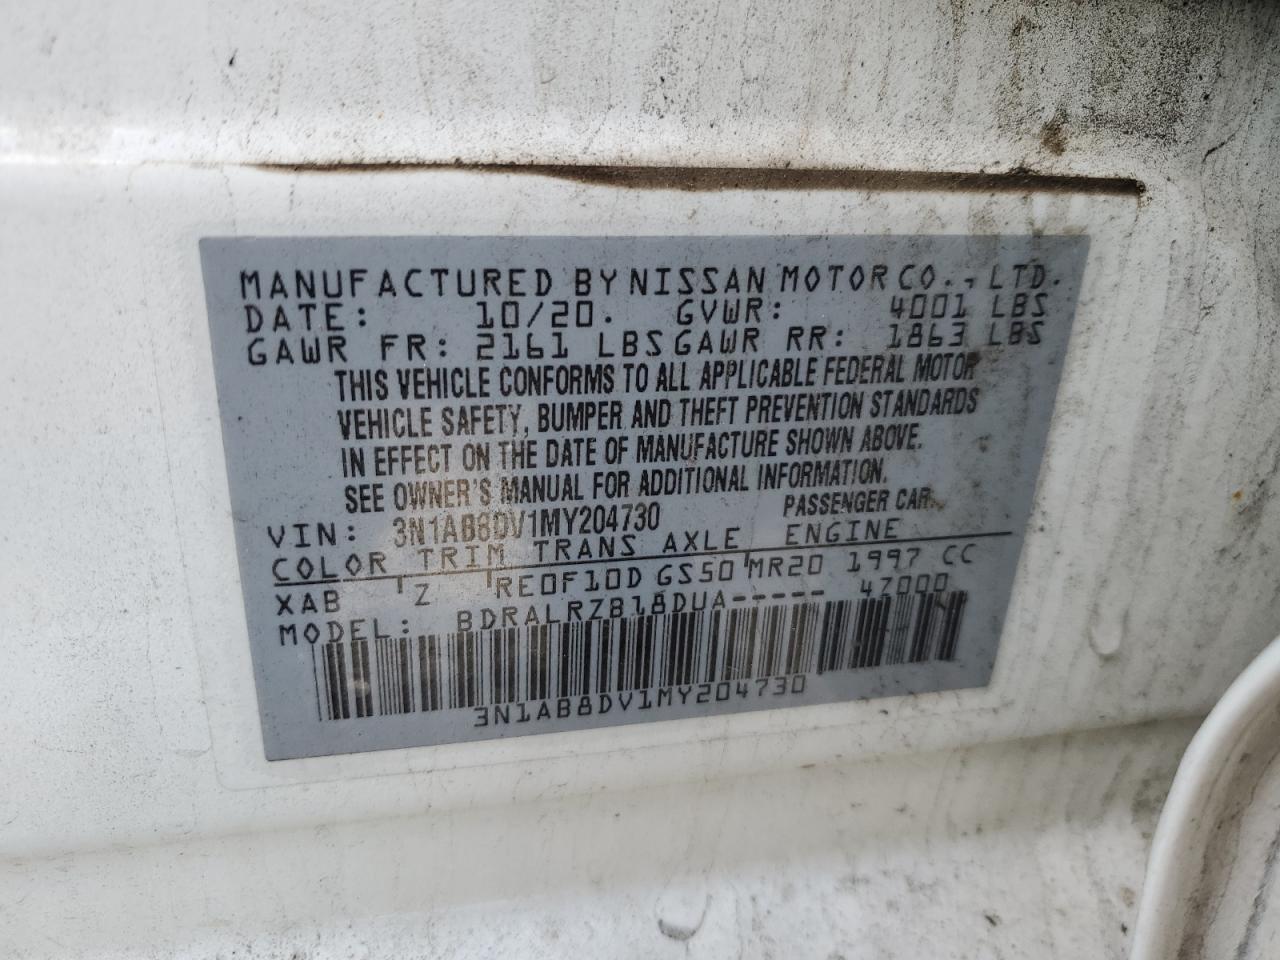 MANUFACTURED BY NISSAN MOTOR CO., LTD.
DATE: 10/20. GVWR: 4001 LBS
GAWR FR: 2161 LBS GAWR RR: 1863 LBS
THIS VEHICLE CONFORMS TO ALL APPLICABLE FEDERAL MOTOR
VEHICLE SAFETY, BUMPER AND THEFT PREVENTION STANDARDS
IN EFFECT ON THE DATE OF MANUFACTURE SHOWN ABOVE.
SEE OWNER'S MANUAL FOR ADDITIONAL INFORMATION.
VIN: 3N1AB8DV1MY204730 PASSENGER CAR
COLOR TRIM TRANS AXLE ENGINE
XAB Z RE0F10D GS50 MR20 1997 CC
MODEL: BDRALRZB18DUA----- 47000
3N1AB8DV1MY204730